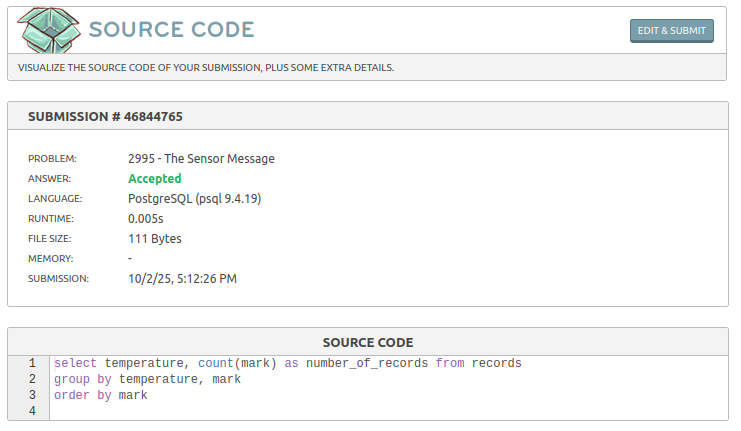 SOURCE CODE
EDIT & SUBMIT
VISUALIZE THE SOURCE CODE OF YOUR SUBMISSION, PLUS SOME EXTRA DETAILS.
SUBMISSION # 46844765
PROBLEM: 2995 - The Sensor Message
ANSWER: Accepted
LANGUAGE: PostgreSQL (psql 9.4.19)
RUNTIME: 0.005s
FILE SIZE: 111 Bytes
MEMORY: -
SUBMISSION: 10/2/25, 5:12:26 PM
SOURCE CODE
1 select temperature, count(mark) as number_of_records from records
2 group by temperature, mark
3 order by mark
4